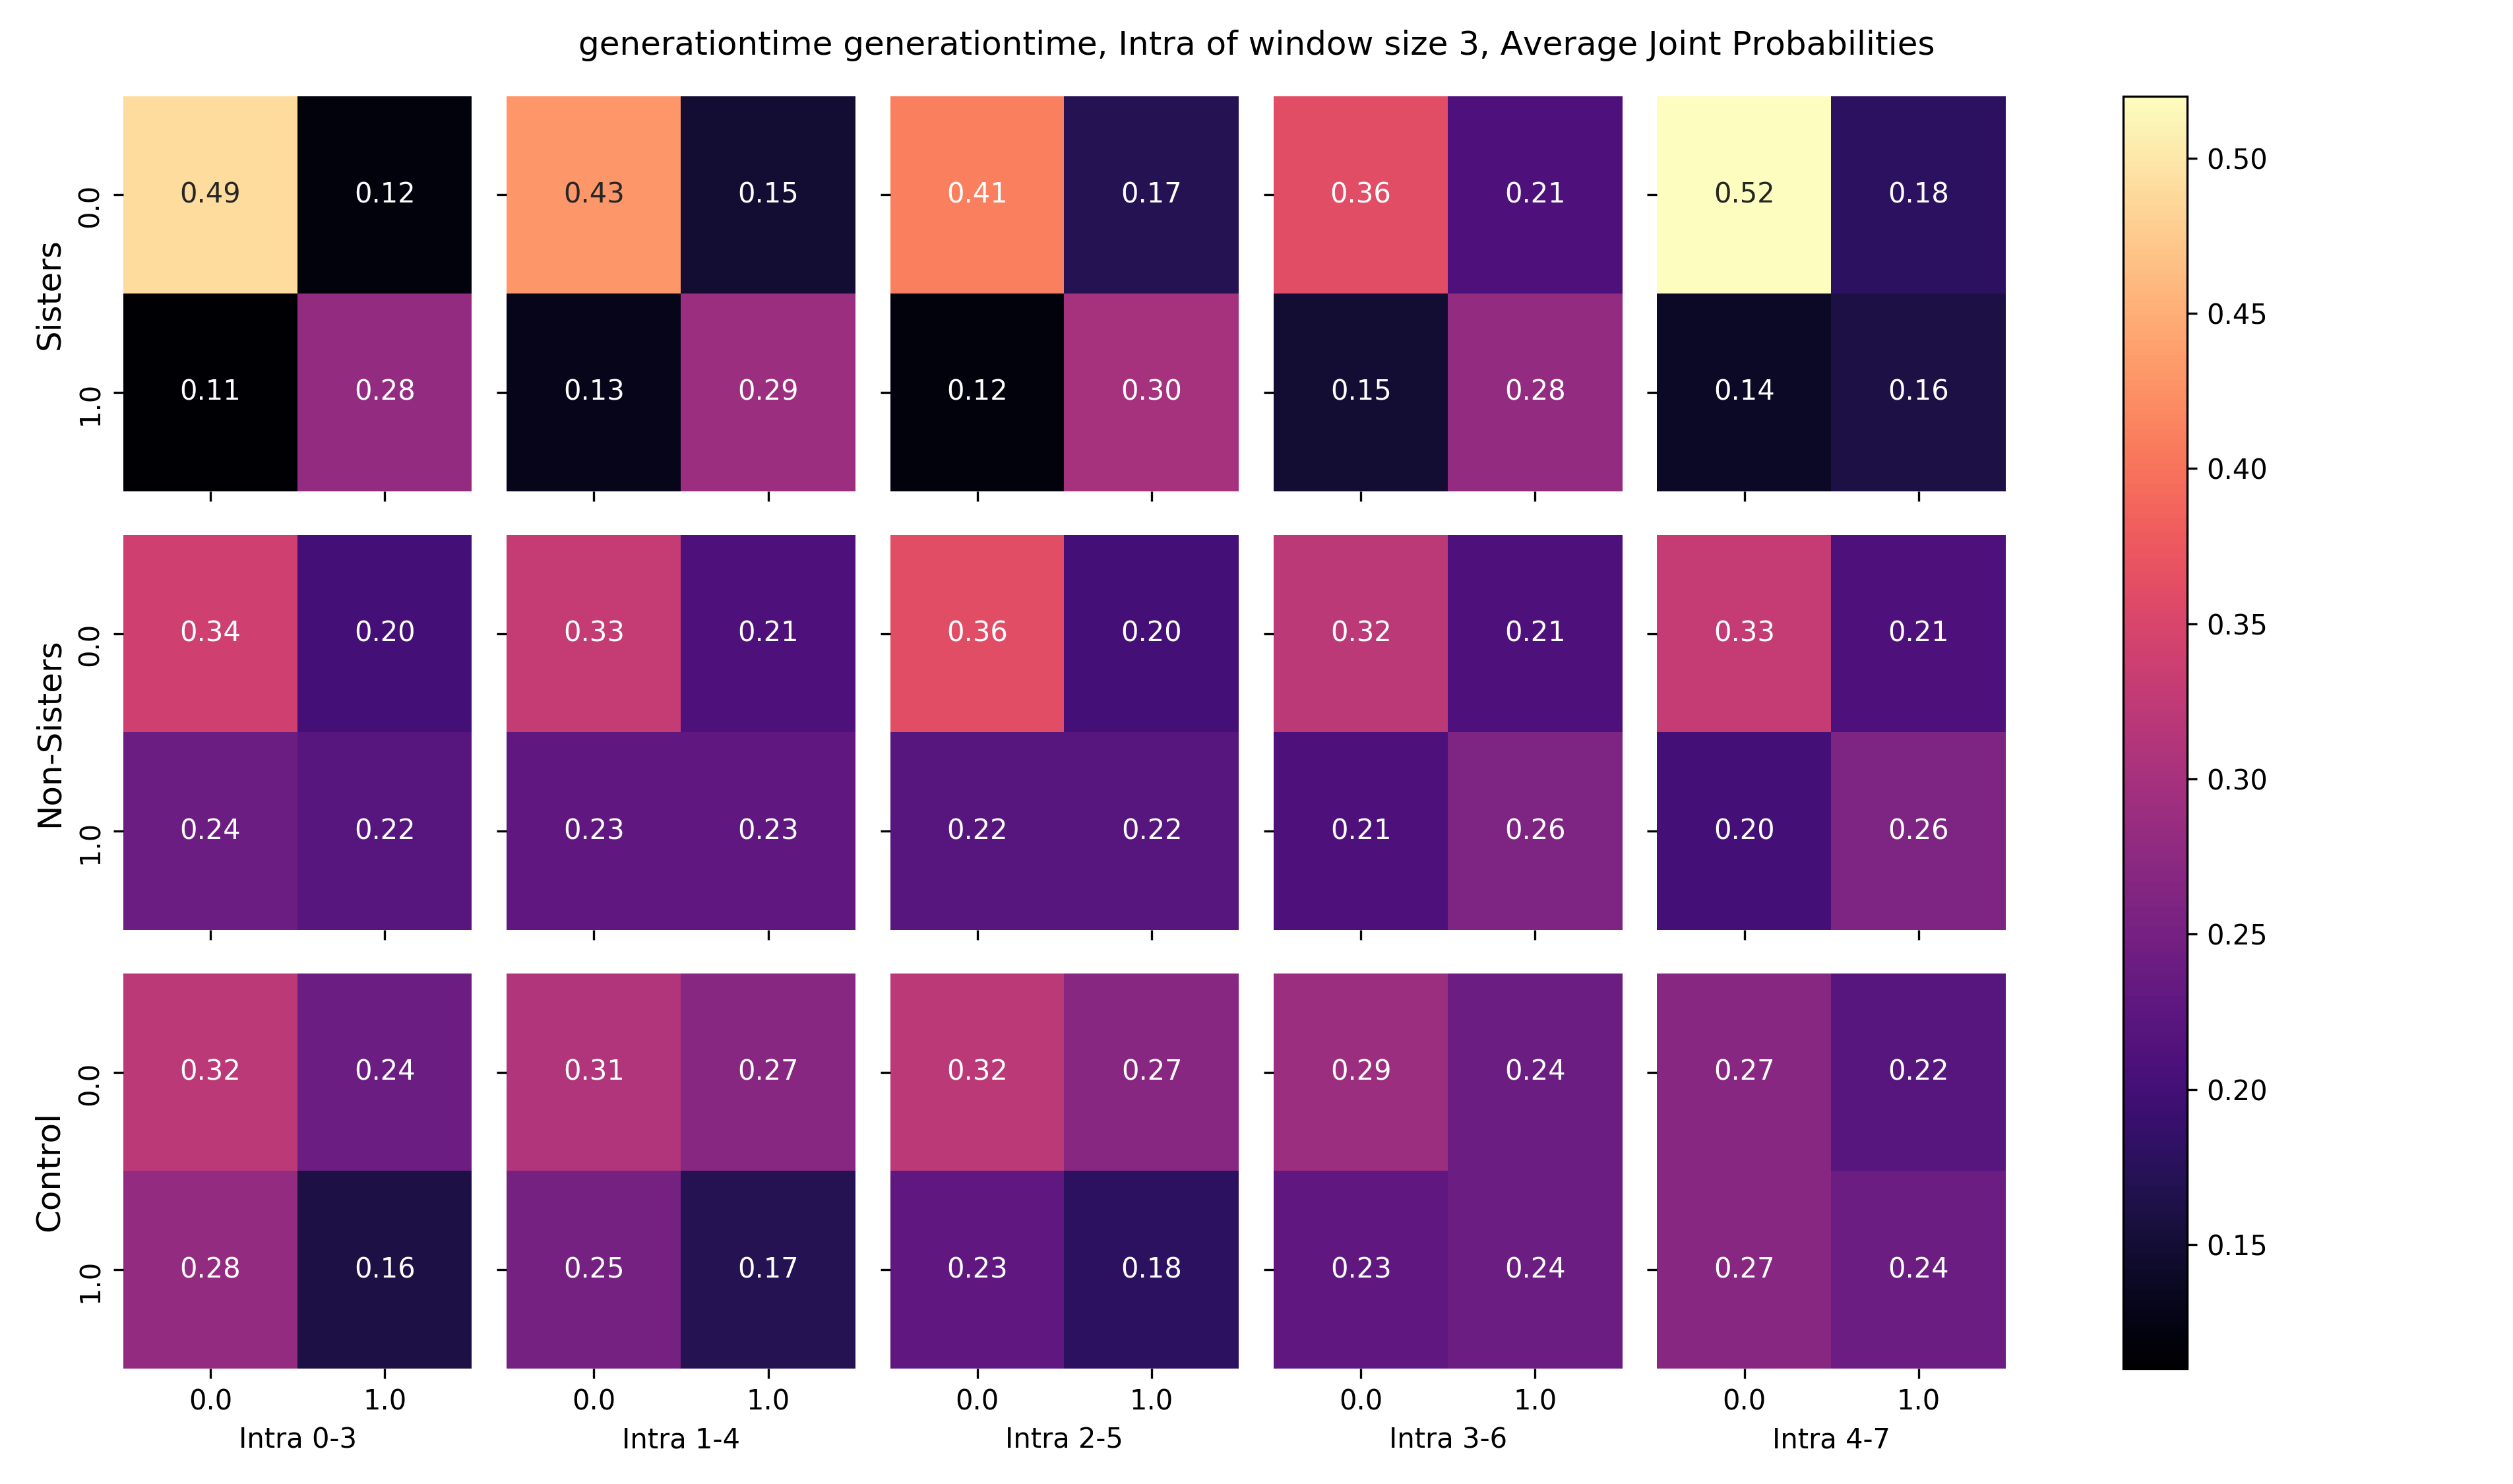 generationtime generationtime, Intra of window size 3, Average Joint Probabilities
Sisters
0.0
0.49 0.12 0.43 0.15 0.41 0.17 0.36 0.21 0.52 0.18
1.0
0.11 0.28 0.13 0.29 0.12 0.30 0.15 0.28 0.14 0.16
Non-Sisters
0.0
0.34 0.20 0.33 0.21 0.36 0.20 0.32 0.21 0.33 0.21
1.0
0.24 0.22 0.23 0.23 0.22 0.22 0.21 0.26 0.20 0.26
Control
0.0
0.32 0.24 0.31 0.27 0.32 0.27 0.29 0.24 0.27 0.22
1.0
0.28 0.16 0.25 0.17 0.23 0.18 0.23 0.24 0.27 0.24
0.0 1.0 0.0 1.0 0.0 1.0 0.0 1.0 0.0 1.0
Intra 0-3 Intra 1-4 Intra 2-5 Intra 3-6 Intra 4-7
0.50
0.45
0.40
0.35
0.30
0.25
0.20
0.15